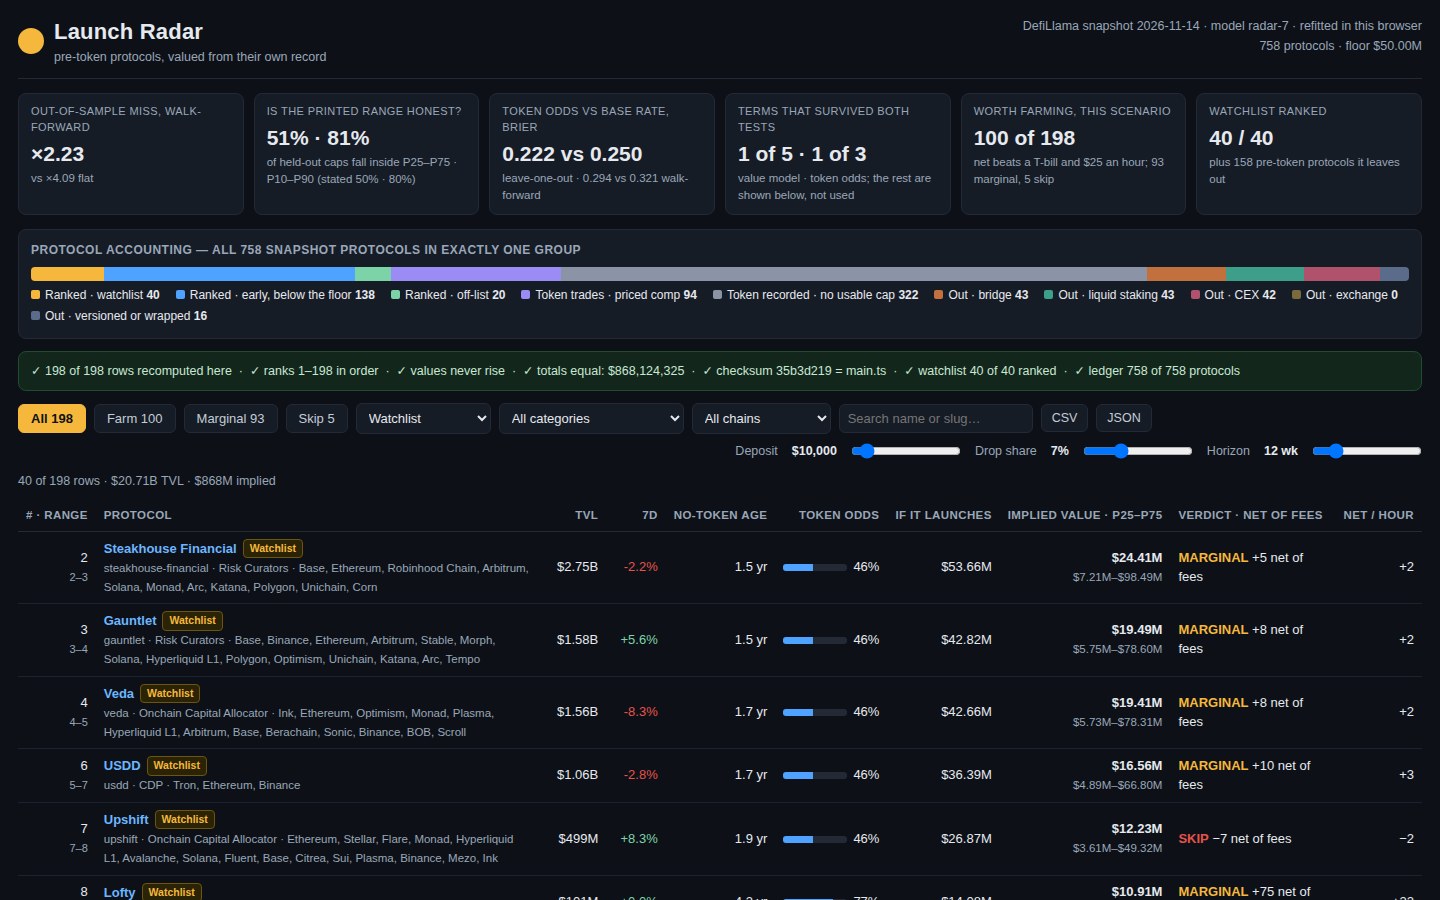 Launch Radar
pre-token protocols, valued from their own record
DefiLlama snapshot 2026-11-14 · model radar-7 · refitted in this browser
758 protocols · floor $50.00M
OUT-OF-SAMPLE MISS, WALK-
FORWARD
×2.23
vs ×4.09 flat
IS THE PRINTED RANGE HONEST?
51% · 81%
of held-out caps fall inside P25–P75 ·
P10–P90 (stated 50% · 80%)
TOKEN ODDS VS BASE RATE,
BRIER
0.222 vs 0.250
leave-one-out · 0.294 vs 0.321 walk-
forward
TERMS THAT SURVIVED BOTH
TESTS
1 of 5 · 1 of 3
value model · token odds; the rest are
shown below, not used
WORTH FARMING, THIS SCENARIO
100 of 198
net beats a T-bill and $25 an hour; 93
marginal, 5 skip
WATCHLIST RANKED
40 / 40
plus 158 pre-token protocols it leaves
out
PROTOCOL ACCOUNTING — ALL 758 SNAPSHOT PROTOCOLS IN EXACTLY ONE GROUP
Ranked · watchlist 40 Ranked · early, below the floor 138 Ranked · off-list 20 Token trades · priced comp 94 Token recorded · no usable cap 322 Out · bridge 43 Out · liquid staking 43 Out · CEX 42 Out · exchange 0
Out · versioned or wrapped 16
✓ 198 of 198 rows recomputed here · ✓ ranks 1–198 in order · ✓ values never rise · ✓ totals equal: $868,124,325 · ✓ checksum 35b3d219 = main.ts · ✓ watchlist 40 of 40 ranked · ✓ ledger 758 of 758 protocols
All 198 Farm 100 Marginal 93 Skip 5 Watchlist All categories All chains Search name or slug… CSV JSON
Deposit $10,000 Drop share 7% Horizon 12 wk
40 of 198 rows · $20.71B TVL · $868M implied
# · RANGE PROTOCOL TVL 7D NO-TOKEN AGE TOKEN ODDS IF IT LAUNCHES IMPLIED VALUE · P25–P75 VERDICT · NET OF FEES NET / HOUR
2 Steakhouse Financial Watchlist $2.75B -2.2% 1.5 yr 46% $53.66M $24.41M MARGINAL +5 net of +2
2–3 steakhouse-financial · Risk Curators · Base, Ethereum, Robinhood Chain, Arbitrum, $7.21M–$98.49M fees
Solana, Monad, Arc, Katana, Polygon, Unichain, Corn
3 Gauntlet Watchlist $1.58B +5.6% 1.5 yr 46% $42.82M $19.49M MARGINAL +8 net of +2
3–4 gauntlet · Risk Curators · Base, Binance, Ethereum, Arbitrum, Stable, Morph, $5.75M–$78.60M fees
Solana, Hyperliquid L1, Polygon, Optimism, Unichain, Katana, Arc, Tempo
4 Veda Watchlist $1.56B -8.3% 1.7 yr 46% $42.66M $19.41M MARGINAL +8 net of +2
4–5 veda · Onchain Capital Allocator · Ink, Ethereum, Optimism, Monad, Plasma, $5.73M–$78.31M fees
Hyperliquid L1, Arbitrum, Base, Berachain, Sonic, Binance, BOB, Scroll
6 USDD Watchlist $1.06B -2.8% 1.7 yr 46% $36.39M $16.56M MARGINAL +10 net of +3
5–7 usdd · CDP · Tron, Ethereum, Binance $4.89M–$66.80M fees
7 Upshift Watchlist $499M +8.3% 1.9 yr 46% $26.87M $12.23M SKIP −7 net of fees −2
7–8 upshift · Onchain Capital Allocator · Ethereum, Stellar, Flare, Monad, Hyperliquid $3.61M–$49.32M
L1, Avalanche, Solana, Fluent, Base, Citrea, Sui, Plasma, Binance, Mezo, Ink
8 Lofty Watchlist $10.91M MARGINAL +75 net of